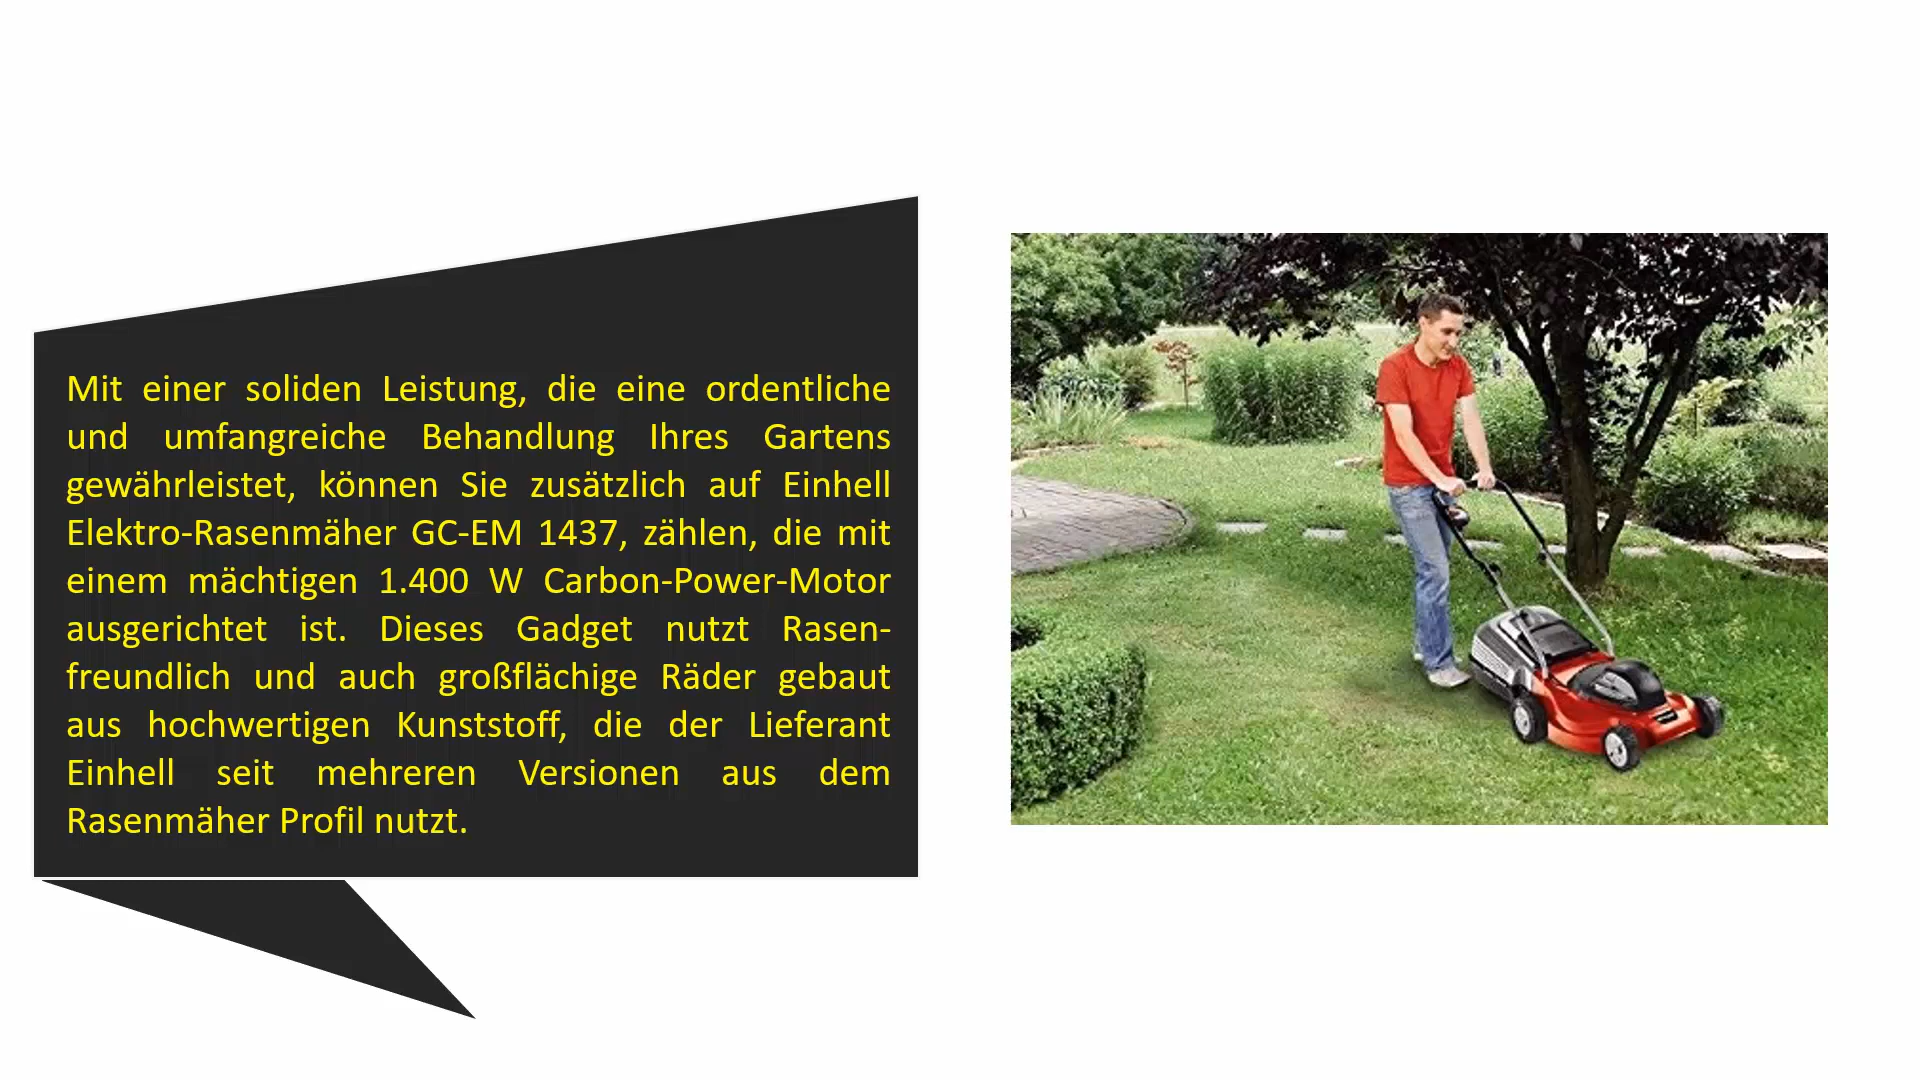 Mit einer soliden Leistung, die eine ordentliche
und umfangreiche Behandlung Ihres Gartens
gewährleistet, können Sie zusätzlich auf Einhell
Elektro-Rasenmäher GC-EM 1437, zählen, die mit
einem mächtigen 1.400 W Carbon-Power-Motor
ausgerichtet ist. Dieses Gadget nutzt Rasen-
freundlich und auch großflächige Räder gebaut
aus hochwertigen Kunststoff, die der Lieferant
Einhell seit mehreren Versionen aus dem
Rasenmäher Profil nutzt.